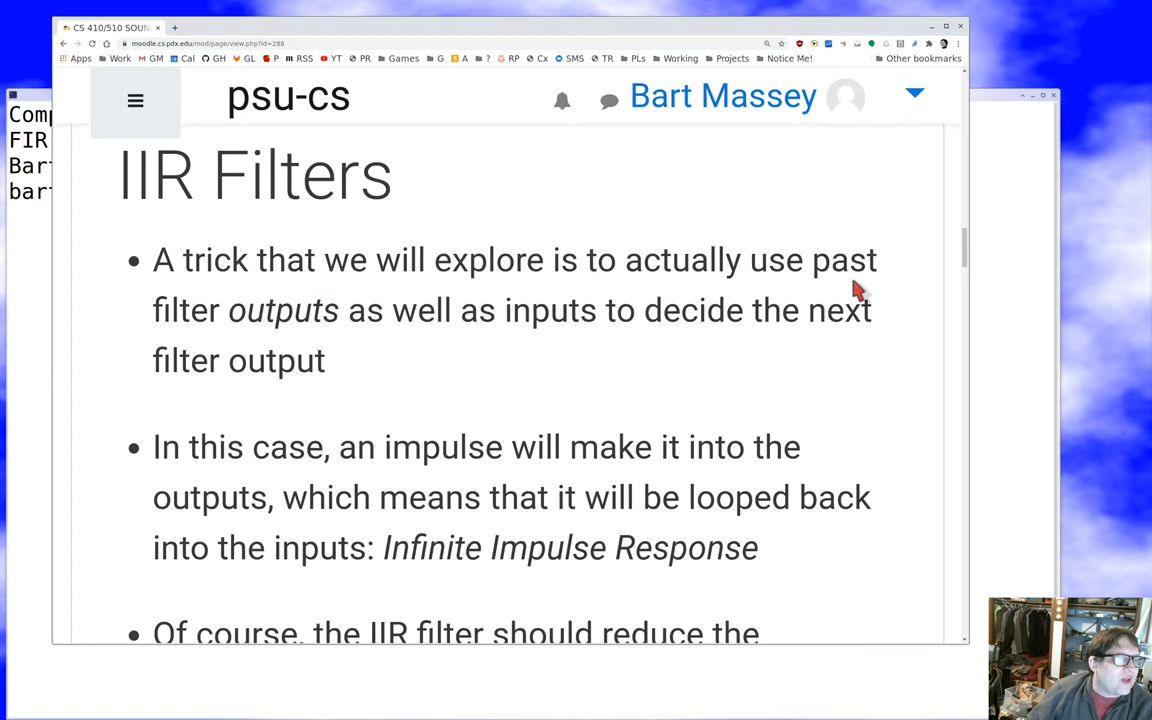 CS 410/510 SOUN
moodle.cs.pdx.edu/mod/page/view.php?id=288
Apps Work GM Cal GH GL P RSS YT PR Games G A ? RP Cx SMS TR PLs Working Projects Notice Me! Other bookmarks
psu-cs Bart Massey
Com
FIR
Bar
bar
IIR Filters
• A trick that we will explore is to actually use past
filter outputs as well as inputs to decide the next
filter output
• In this case, an impulse will make it into the
outputs, which means that it will be looped back
into the inputs: Infinite Impulse Response
• Of course, the IIR filter should reduce the